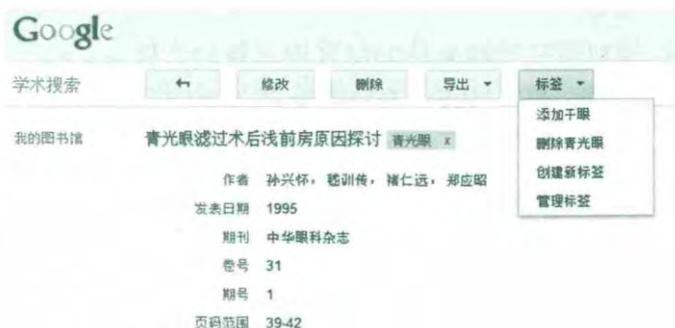 Google
学术搜索 修改 删除 导出 标签
添加干眼
删除青光眼
创建新标签
管理标签
我的图书馆 青光眼滤过术后浅前房原因探讨 青光眼 x
作者 孙兴怀，嵇训传，褚仁远，郑应昭
发表日期 1995
期刊 中华眼科杂志
卷号 31
期号 1
页码范围 39-42